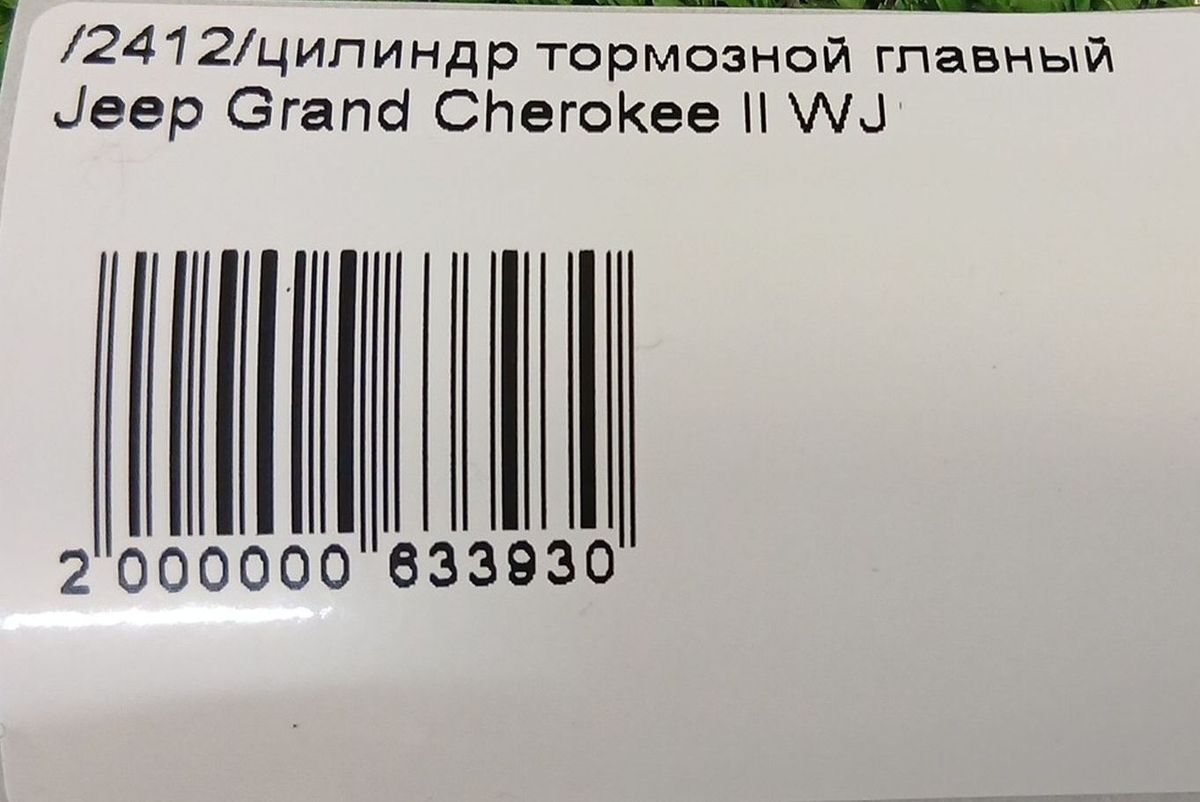 /2412/цилиндр тормозной главный
Jeep Grand Cherokee II WJ
2 000000 633930